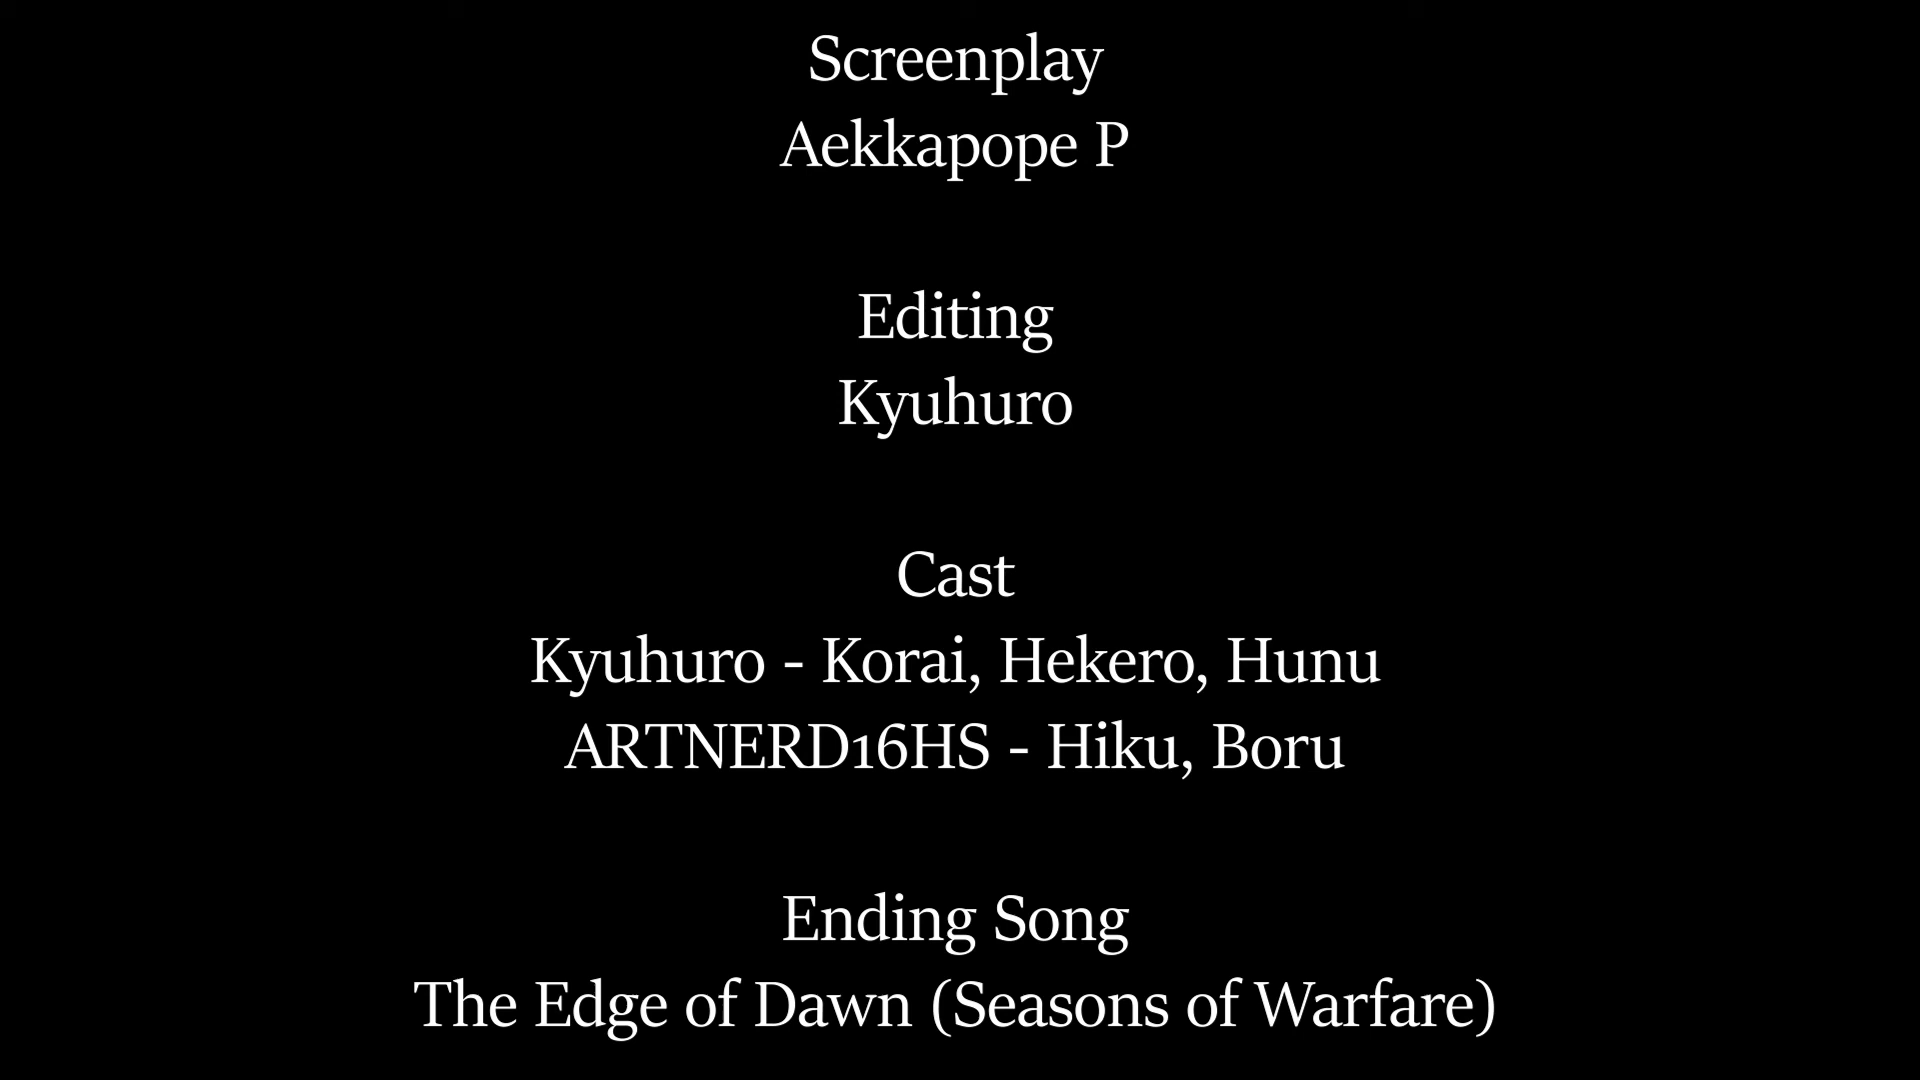 Screenplay
Aekkapope P
Editing
Kyuhuro
Cast
Kyuhuro - Korai, Hekero, Hunu
ARTNERD16HS - Hiku, Boru
Ending Song
The Edge of Dawn (Seasons of Warfare)